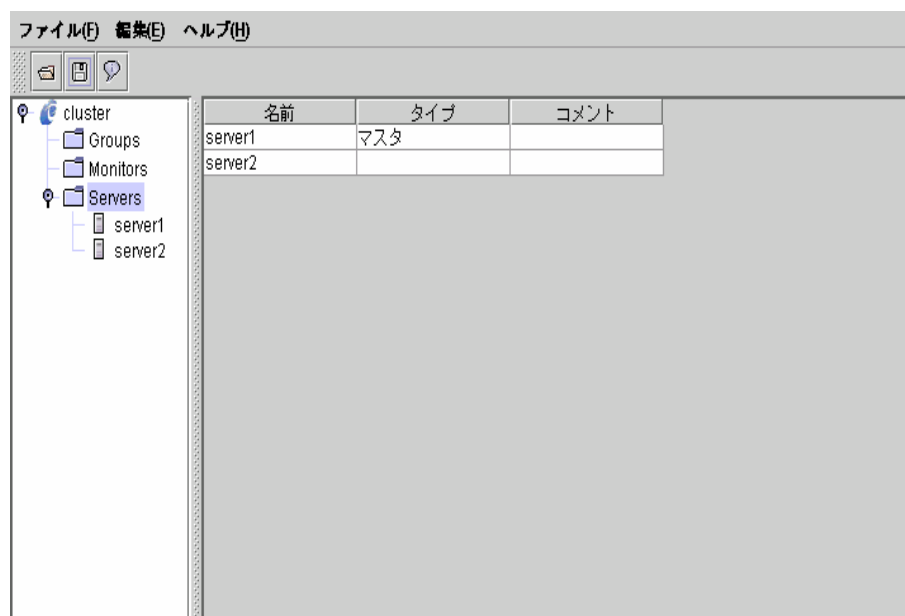 ファイル(F) 編集(E) ヘルプ(H)
cluster
Groups
Monitors
Servers
server1
server2
名前 タイプ コメント
server1 マスタ
server2